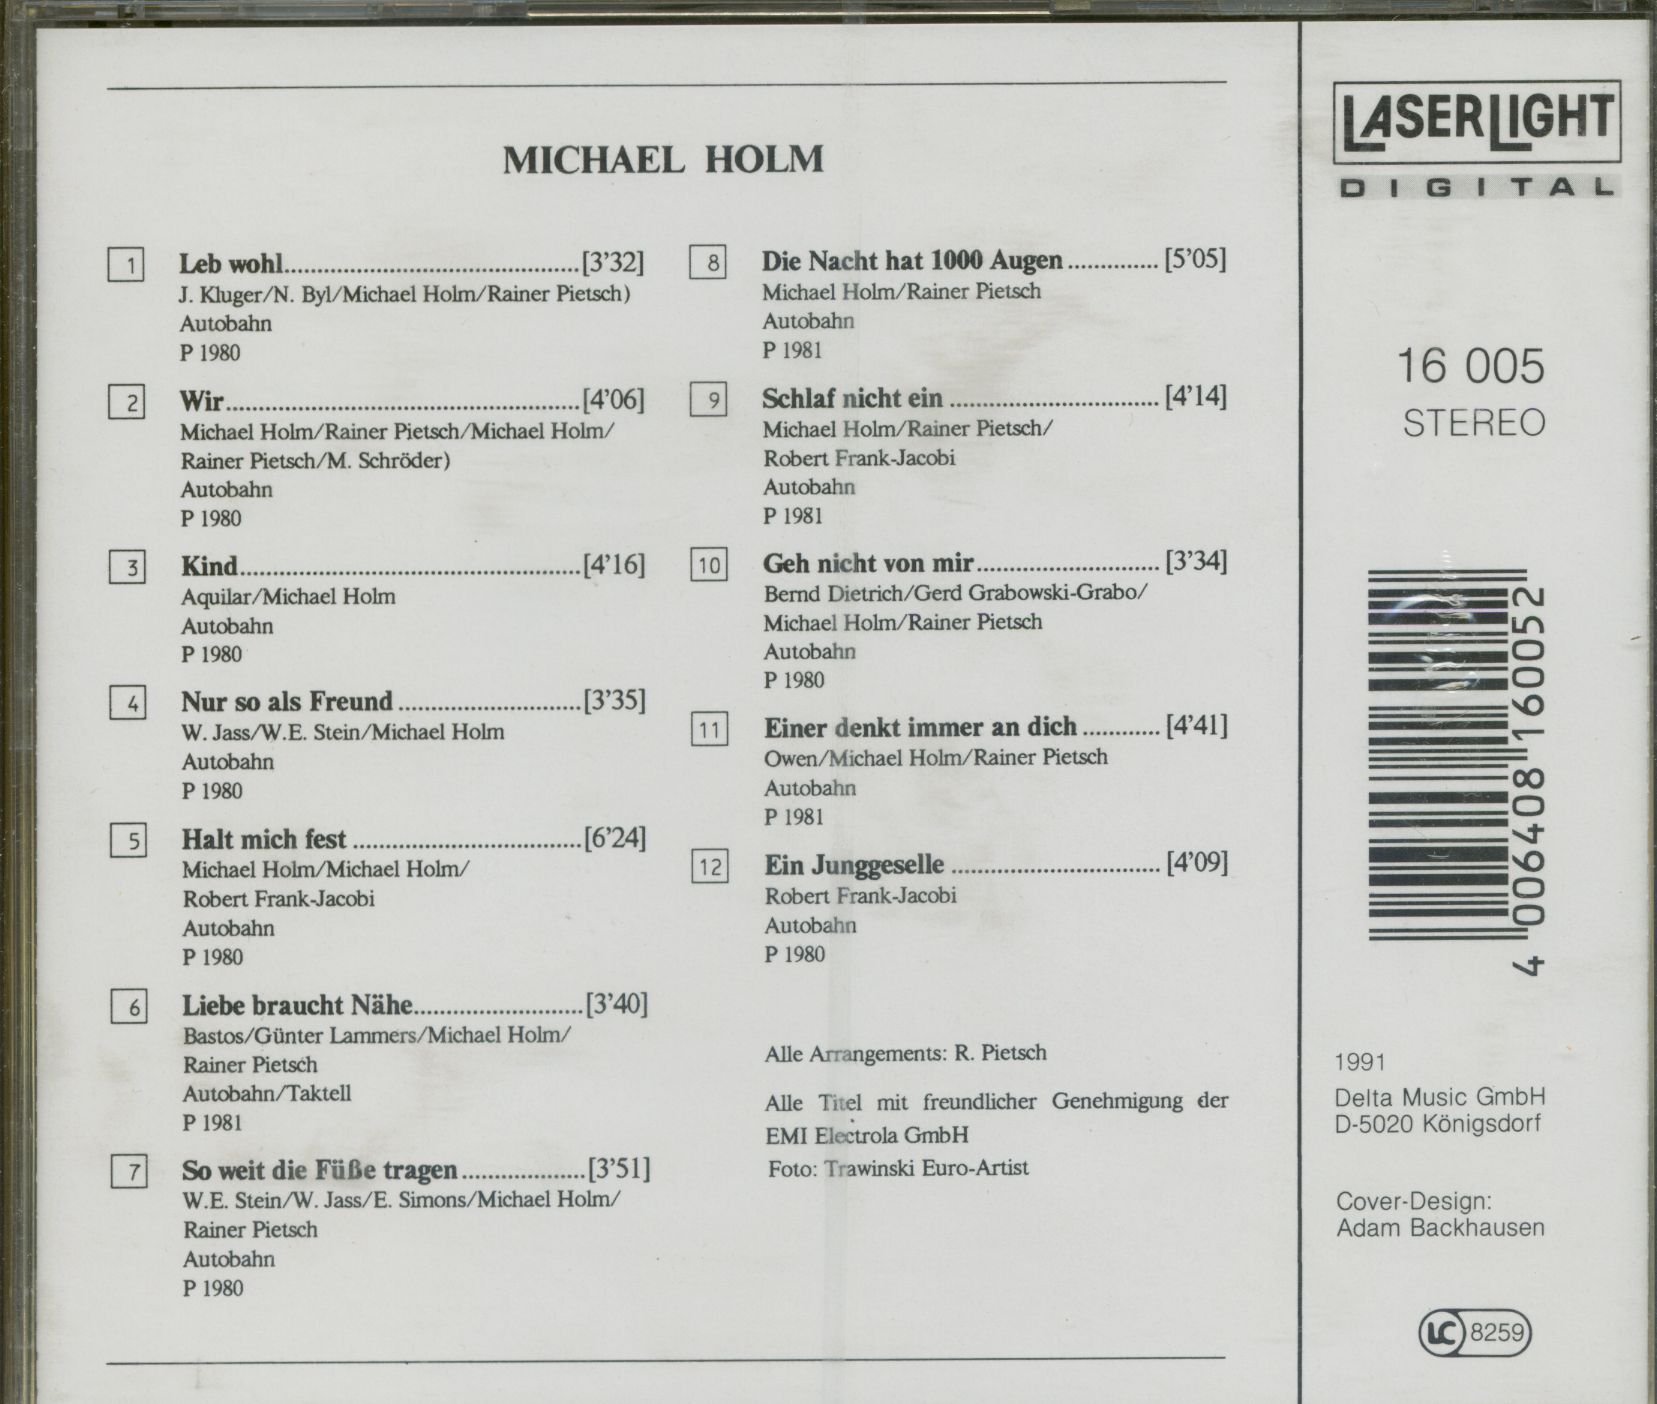 MICHAEL HOLM
1 Leb wohl [3'32]
J. Kluger/N. Byl/Michael Holm/Rainer Pietsch)
Autobahn
P 1980
2 Wir [4'06]
Michael Holm/Rainer Pietsch/Michael Holm/
Rainer Pietsch/M. Schröder)
Autobahn
P 1980
3 Kind [4'16]
Aquilar/Michael Holm
Autobahn
P 1980
4 Nur so als Freund [3'35]
W. Jass/W.E. Stein/Michael Holm
Autobahn
P 1980
5 Halt mich fest [6'24]
Michael Holm/Michael Holm/
Robert Frank-Jacobi
Autobahn
P 1980
6 Liebe braucht Nähe [3'40]
Bastos/Günter Lammers/Michael Holm/
Rainer Pietsch
Autobahn/Taktell
P 1981
7 So weit die Füße tragen [3'51]
W.E. Stein/W. Jass/E. Simons/Michael Holm/
Rainer Pietsch
Autobahn
P 1980
8 Die Nacht hat 1000 Augen [5'05]
Michael Holm/Rainer Pietsch
Autobahn
P 1981
9 Schlaf nicht ein [4'14]
Michael Holm/Rainer Pietsch/
Robert Frank-Jacobi
Autobahn
P 1981
10 Geh nicht von mir [3'34]
Bernd Dietrich/Gerd Grabowski-Grabo/
Michael Holm/Rainer Pietsch
Autobahn
P 1980
11 Einer denkt immer an dich [4'41]
Owen/Michael Holm/Rainer Pietsch
Autobahn
P 1981
12 Ein Junggeselle [4'09]
Robert Frank-Jacobi
Autobahn
P 1980
Alle Arrangements: R. Pietsch
Alle Titel mit freundlicher Genehmigung der
EMI Electrola GmbH
Foto: Trawinski Euro-Artist
LASERLIGHT
DIGITAL
16 005
STEREO
4 006408 160052
1991
Delta Music GmbH
D-5020 Königsdorf
Cover-Design:
Adam Backhausen
LC 8259